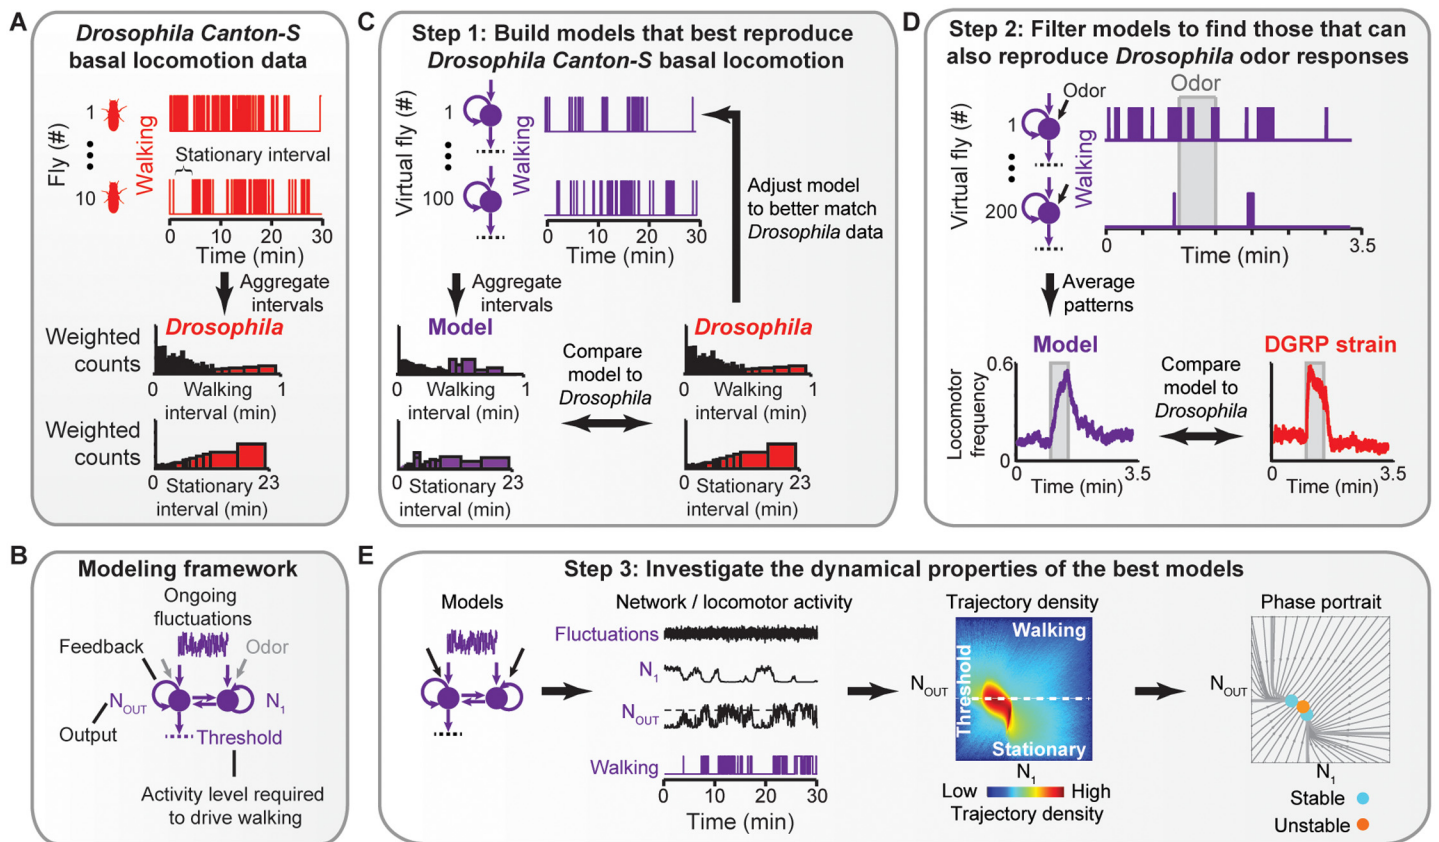 A
Drosophila Canton-S
basal locomotion data
Fly (#)
1
10
Walking
Stationary interval
0 10 20 30
Time (min)
Aggregate
intervals
Drosophila
Weighted
counts
0 1
Walking
interval (min)
Weighted
counts
0 23
Stationary
interval (min)
B
Modeling framework
Ongoing
fluctuations
Feedback
Odor
NOUT
N1
Output
Threshold
Activity level required
to drive walking
C
Step 1: Build models that best reproduce
Drosophila Canton-S basal locomotion
Virtual fly (#)
1
100
Walking
0 10 20 30
Time (min)
Adjust model
to better match
Drosophila data
Aggregate
intervals
Model
0 1
Walking
interval (min)
0 23
Stationary
interval (min)
Compare
model to
Drosophila
Drosophila
0 1
Walking
interval (min)
0 23
Stationary
interval (min)
D
Step 2: Filter models to find those that can
also reproduce Drosophila odor responses
Virtual fly (#)
Odor
1
200
Walking
Odor
0 3.5
Time (min)
Average
patterns
Model
Locomotor
frequency
0.6
0
0 3.5
Time (min)
Compare
model to
Drosophila
DGRP strain
0 3.5
Time (min)
E
Step 3: Investigate the dynamical properties of the best models
Models
Network / locomotor activity
Fluctuations
N1
NOUT
Walking
0 10 20 30
Time (min)
Trajectory density
NOUT
Threshold
Walking
Stationary
N1
Low High
Trajectory density
Phase portrait
NOUT
N1
Stable
Unstable